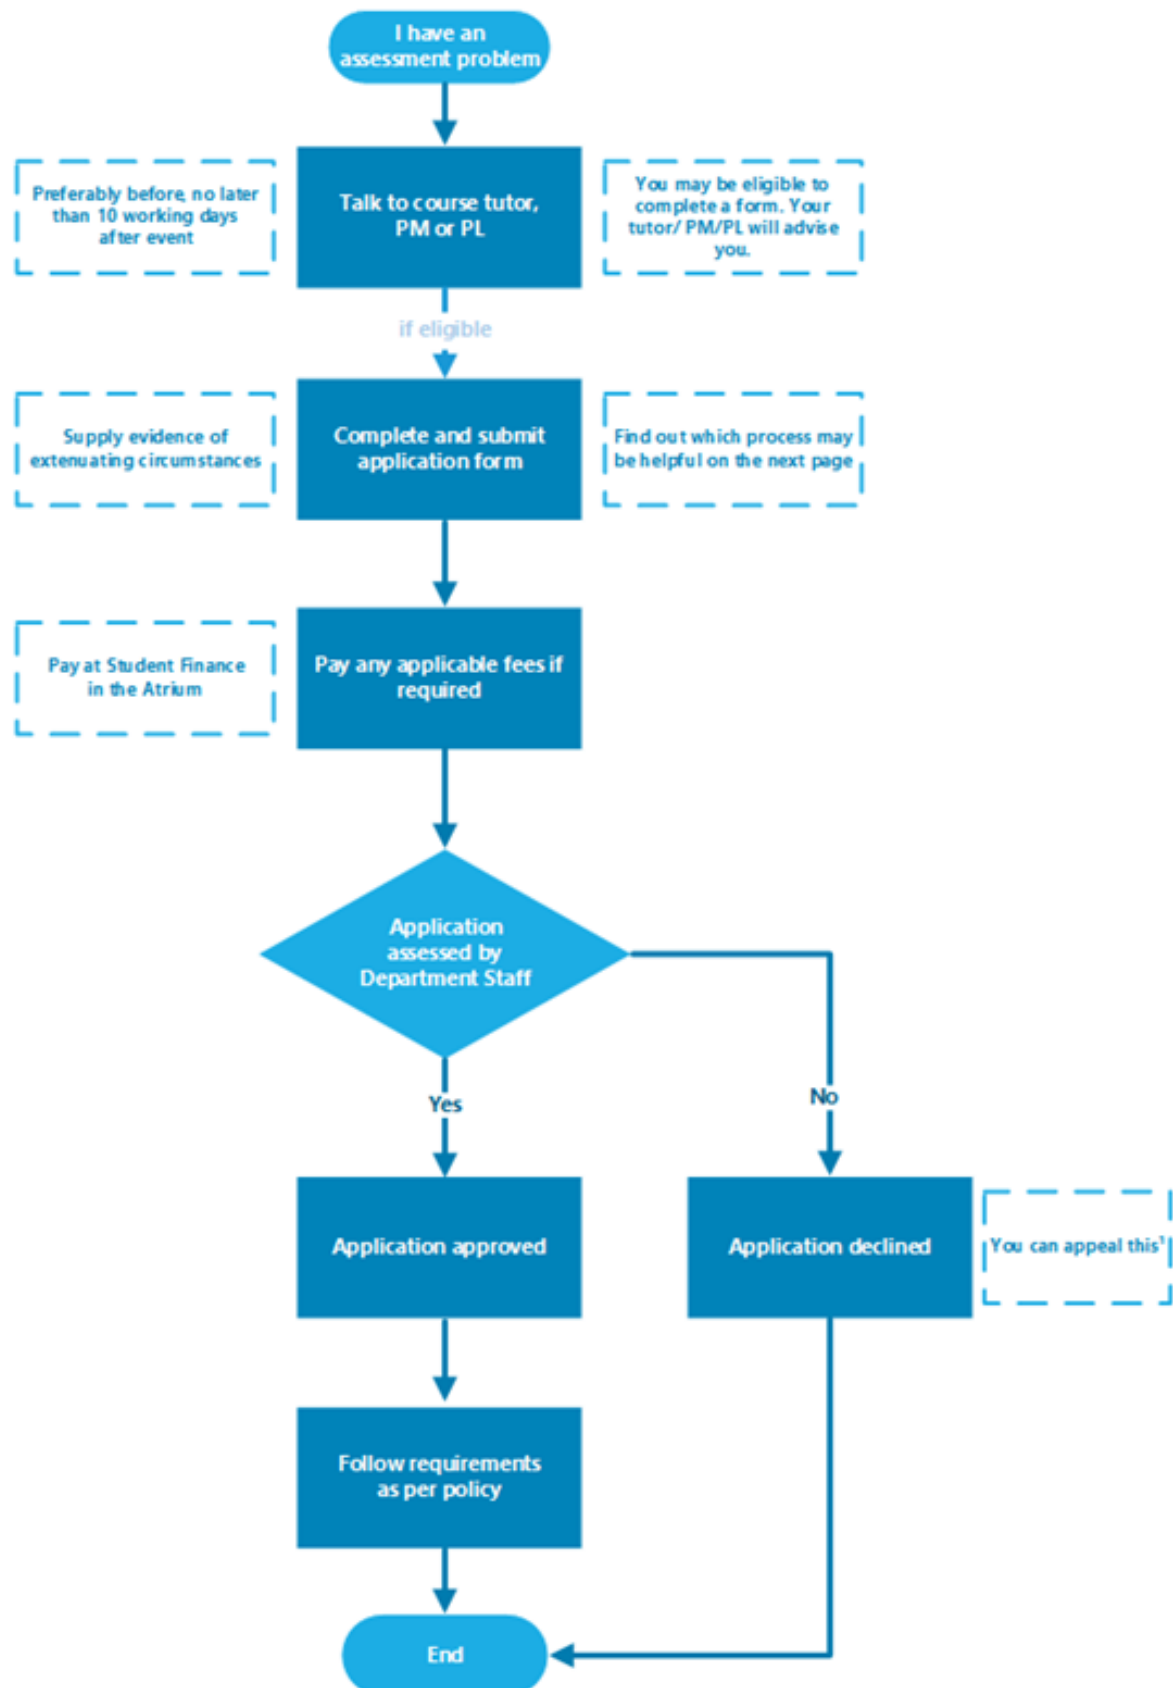 I have an
assessment problem
Preferably before, no later
than 10 working days
after event
Talk to course tutor,
PM or PL
You may be eligible to
complete a form. Your
tutor/ PM/PL will advise
you.
if eligible
Supply evidence of
extenuating circumstances
Complete and submit
application form
Find out which process may
be helpful on the next page
Pay at Student Finance
in the Atrium
Pay any applicable fees if
required
Application
assessed by
Department Staff
Yes
No
Application approved
Application declined
You can appeal this¹
Follow requirements
as per policy
End